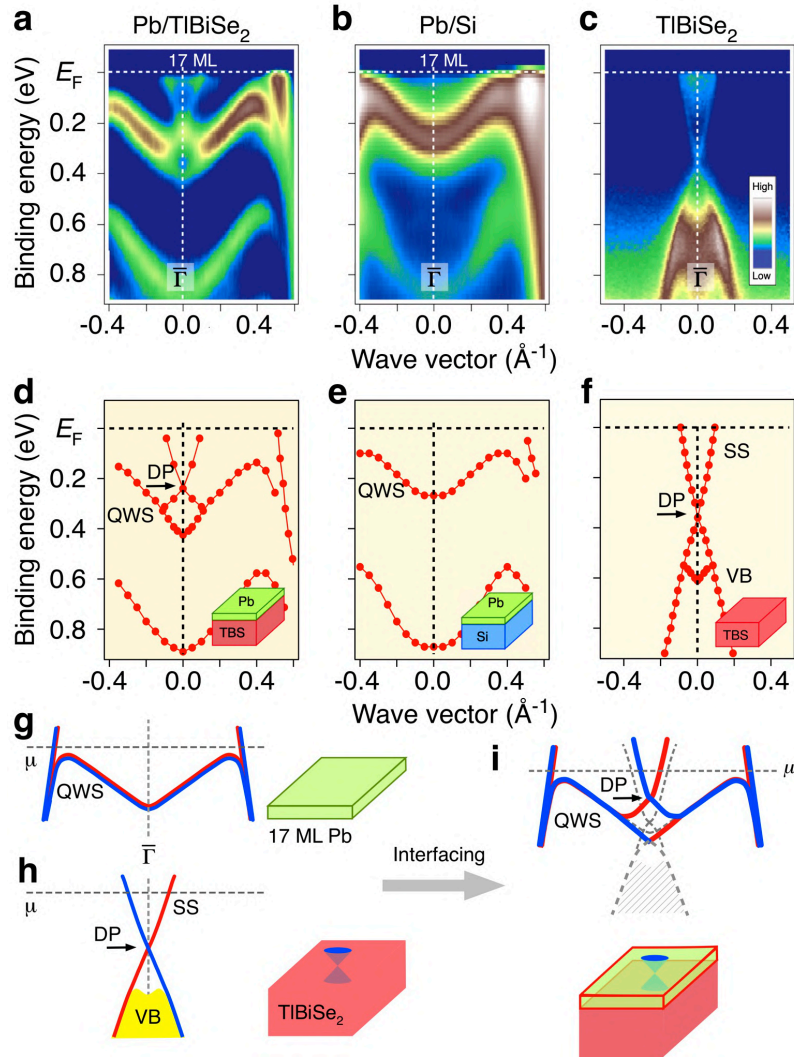 a Pb/TlBiSe₂ b Pb/Si c TlBiSe₂
17 ML 17 ML
E_F
0.2
0.4
0.6
0.8
Binding energy (eV)
Γ̅ Γ̅ Γ̅
High
Low
-0.4 0.0 0.4 -0.4 0.0 0.4 -0.4 0.0 0.4
Wave vector (Å⁻¹)
d e f
E_F
0.2
0.4
0.6
0.8
Binding energy (eV)
DP
QWS
Pb
TBS
QWS
Pb
Si
SS
DP
VB
TBS
-0.4 0.0 0.4 -0.4 0.0 0.4 -0.4 0.0 0.4
Wave vector (Å⁻¹)
g
μ
QWS
17 ML Pb
Γ̅
h
μ
SS
DP
VB
TlBiSe₂
Interfacing
i
μ
DP
QWS